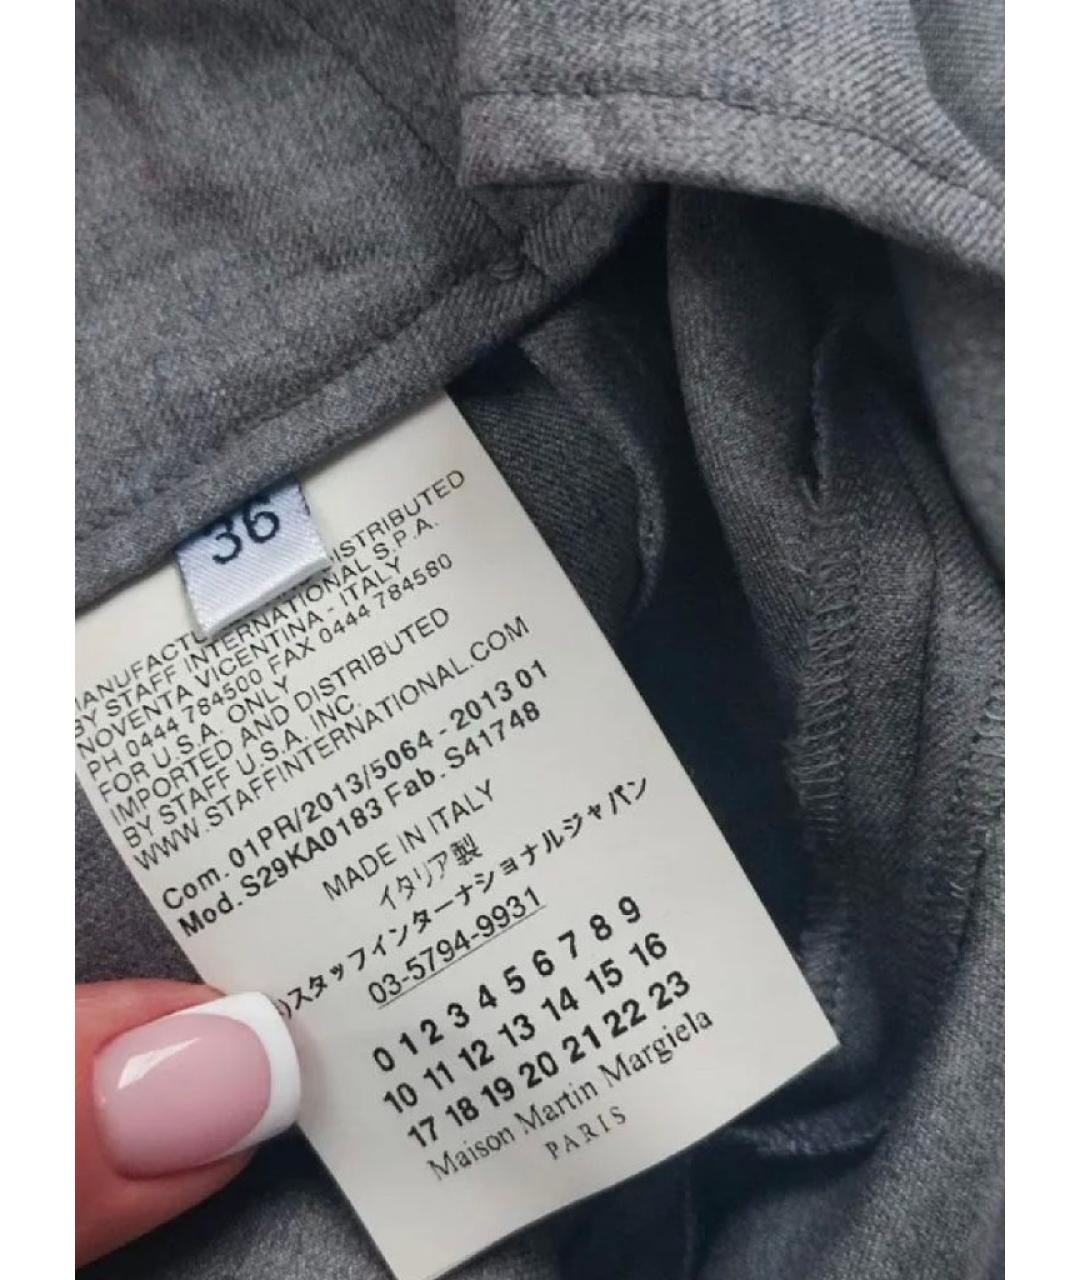 36
ISTRIBUTED
BY STAFF INTERNATIONAL S.P.A.
NOVENTA VICENTINA - ITALY
PH 0444 784500 FAX 0444 784580
FOR U.S.A. ONLY
IMPORTED AND DISTRIBUTED
BY STAFF U.S.A. INC.
WWW.STAFFINTERNATIONAL.COM
Com. 01PR/2013/5064 - 2013 01
Mod. S29KA0183 Fab. S41748
MADE IN ITALY
イタリア製
)スタッフインターナショナルジャパン
03-5794-9931
0 1 2 3 4 5 6 7 8 9
10 11 12 13 14 15 16
17 18 19 20 21 22 23
Maison Martin Margiela
PARIS